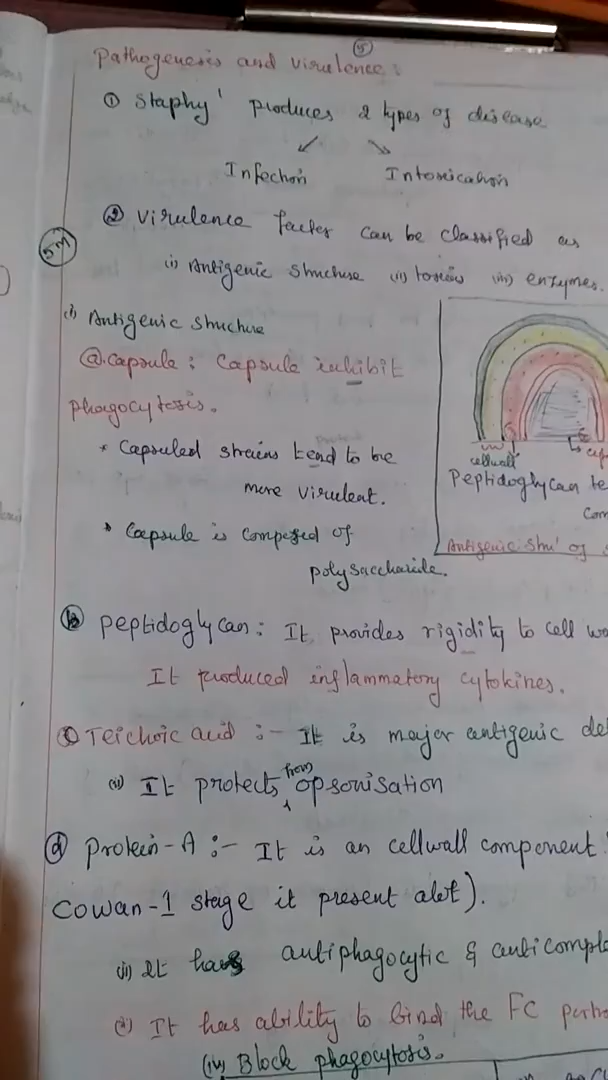 5
Pathogenesis and virulence:
① Staphy' produces 2 types of disease
Infection Intoxication
② Virulence factor can be classified as
5M
(i) Antigenic structure (ii) toxins (iii) enzymes.
(i) Antigenic structure
ⓐ Capsule: Capsule inhibit
phagocytosis.
* Capsuled strains tend to be
more virulent.
* Capsule is composed of
polysaccharide.
cellwall
Peptidoglycan
Antigenic stru' of
ⓑ peptidoglycan: It provides rigidity to cell
It produced inflammatory cytokines.
ⓒ Teichoic acid :- It is major antigenic
(ii) It protects from opsonisation
ⓓ Protein-A :- It is an cellwall component
Cowan-1 stage it present alot).
(ii) It has antiphagocytic &
It has ability to bind the FC
(iv) Block phagocytosis.